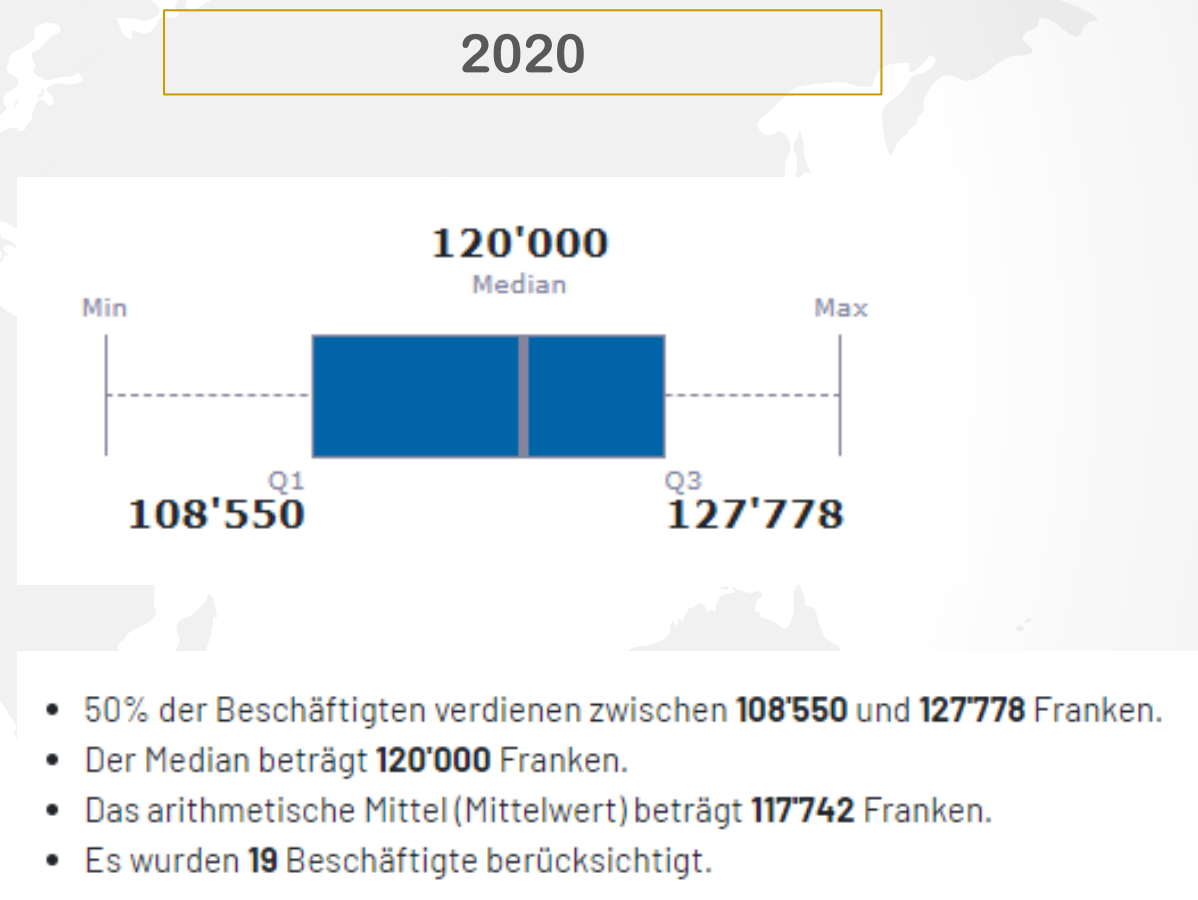 2020
120'000
Median
Min
Max
Q1
Q3
108'550
127'778
• 50% der Beschäftigten verdienen zwischen 108'550 und 127'778 Franken.
• Der Median beträgt 120'000 Franken.
• Das arithmetische Mittel (Mittelwert) beträgt 117'742 Franken.
• Es wurden 19 Beschäftigte berücksichtigt.